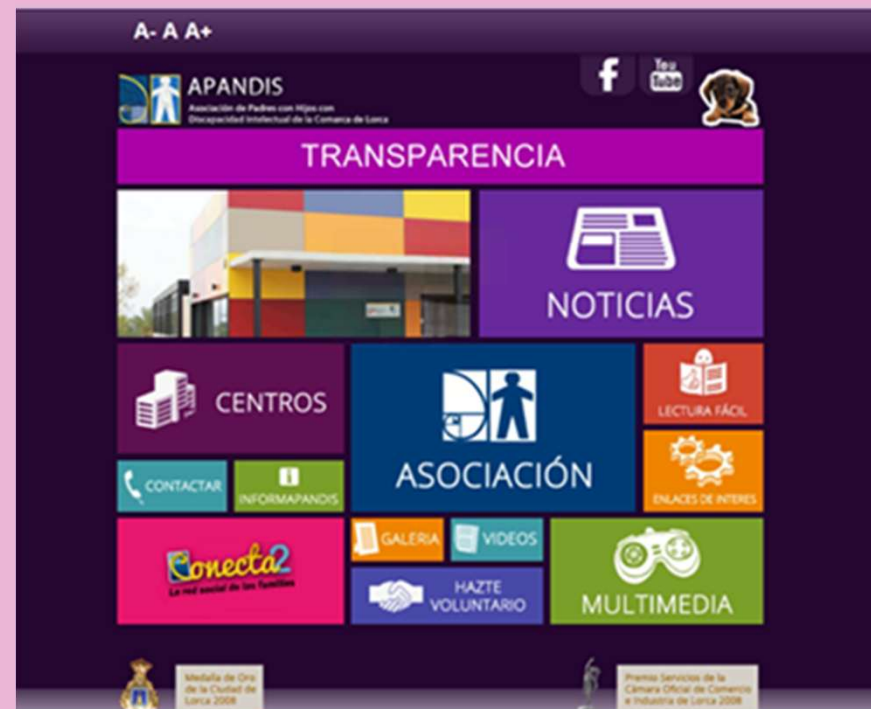 A- A A+
APANDIS
Asociación de Padres con Hijos con
Discapacidad Intelectual de la Comarca de Lorca
f
You
Tube
TRANSPARENCIA
NOTICIAS
CENTROS
ASOCIACIÓN
LECTURA FÁCIL
ENLACES DE INTERES
CONTACTAR
i
INFORMAPANDIS
Conecta2
La red social de las familias
GALERIA
VIDEOS
HAZTE
VOLUNTARIO
MULTIMEDIA
Medalla de Oro
de la Ciudad de
Lorca 2008
Premio Servicios de la
Cámara Oficial de Comercio
e Industria de Lorca 2008